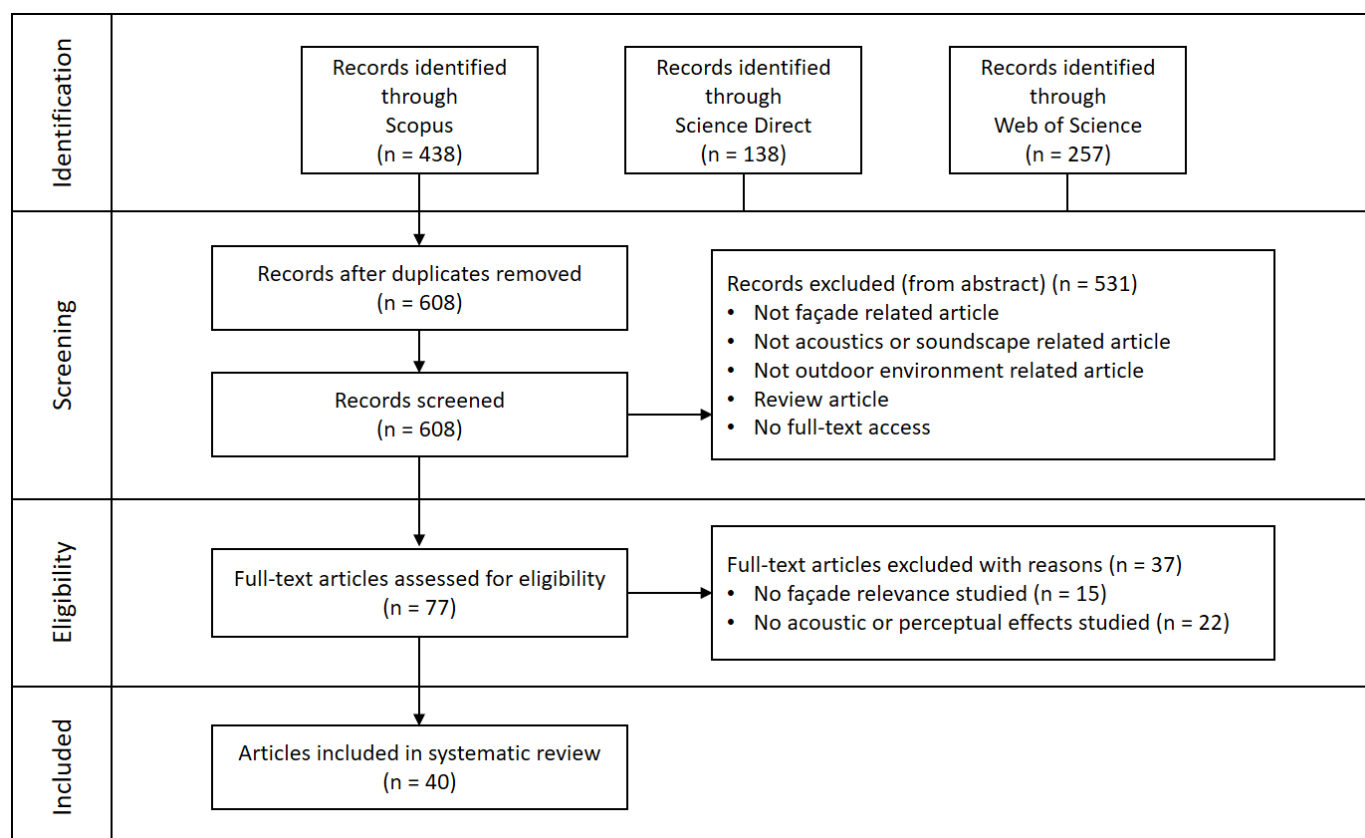 Identification
Records identified
through
Scopus
(n = 438)
Records identified
through
Science Direct
(n = 138)
Records identified
through
Web of Science
(n = 257)
Screening
Records after duplicates removed
(n = 608)
Records screened
(n = 608)
Records excluded (from abstract) (n = 531)
• Not façade related article
• Not acoustics or soundscape related article
• Not outdoor environment related article
• Review article
• No full-text access
Eligibility
Full-text articles assessed for eligibility
(n = 77)
Full-text articles excluded with reasons (n = 37)
• No façade relevance studied (n = 15)
• No acoustic or perceptual effects studied (n = 22)
Included
Articles included in systematic review
(n = 40)